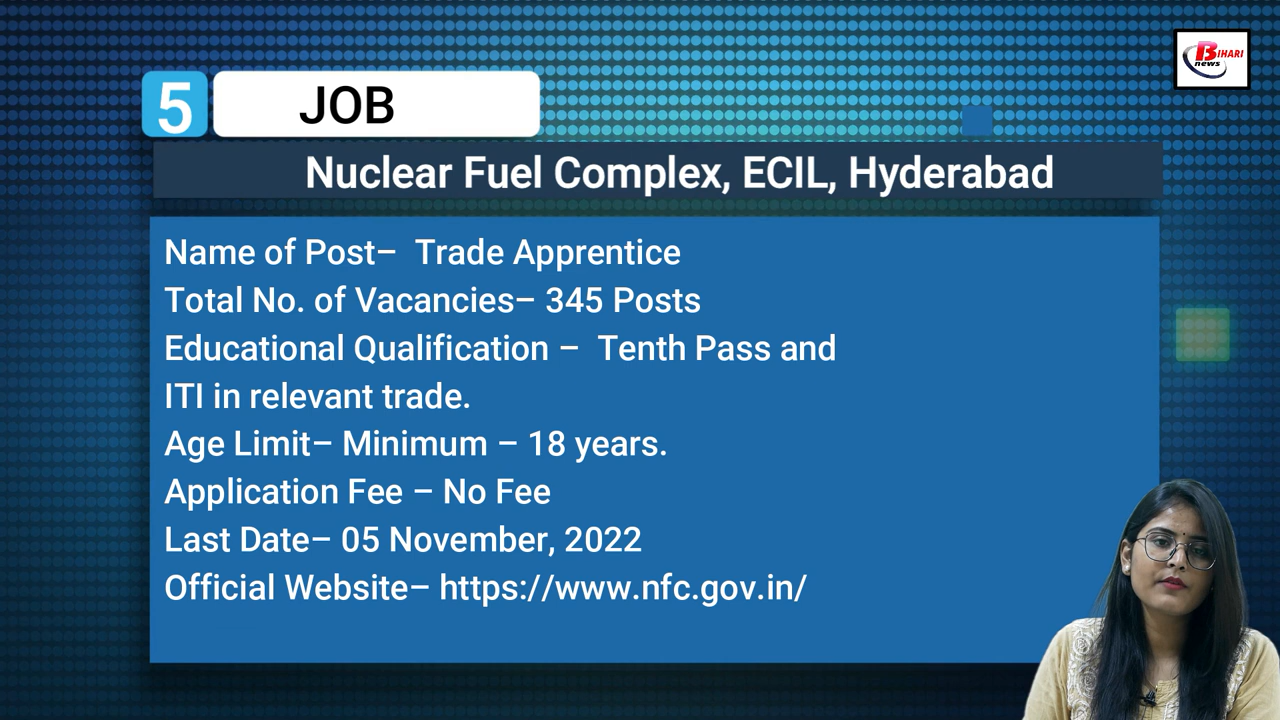 BIHARI
news
5 JOB
Nuclear Fuel Complex, ECIL, Hyderabad
Name of Post– Trade Apprentice
Total No. of Vacancies– 345 Posts
Educational Qualification – Tenth Pass and
ITI in relevant trade.
Age Limit– Minimum – 18 years.
Application Fee – No Fee
Last Date– 05 November, 2022
Official Website– https://www.nfc.gov.in/